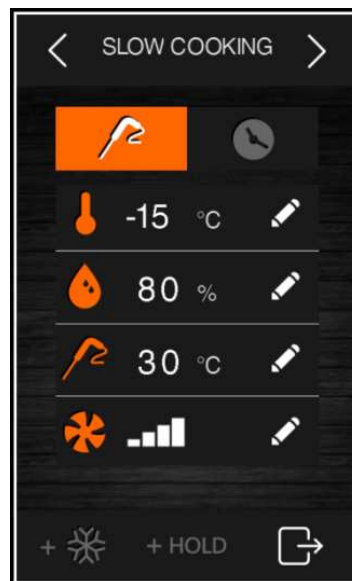 SLOW COOKING
-15 °C
80 %
30 °C
+ + HOLD